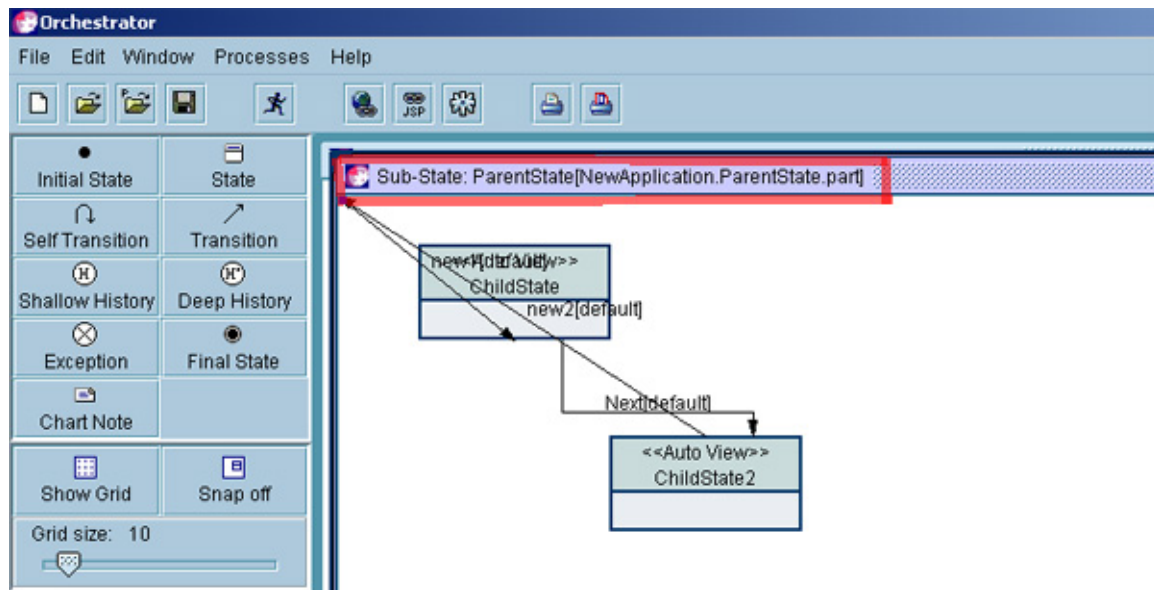 Orchestrator
File Edit Window Processes Help
JSP
Initial State State
Self Transition Transition
H H*
Shallow History Deep History
Exception Final State
Chart Note
Show Grid Snap off
Grid size: 10
Sub-State: ParentState[NewApplication.ParentState.part]
ChildState
new2[default]
Next[default]
<<Auto View>>
ChildState2